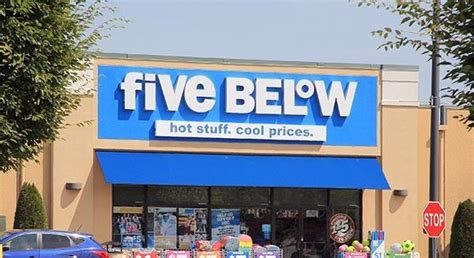 five BELOW
hot stuff. cool prices.
STOP